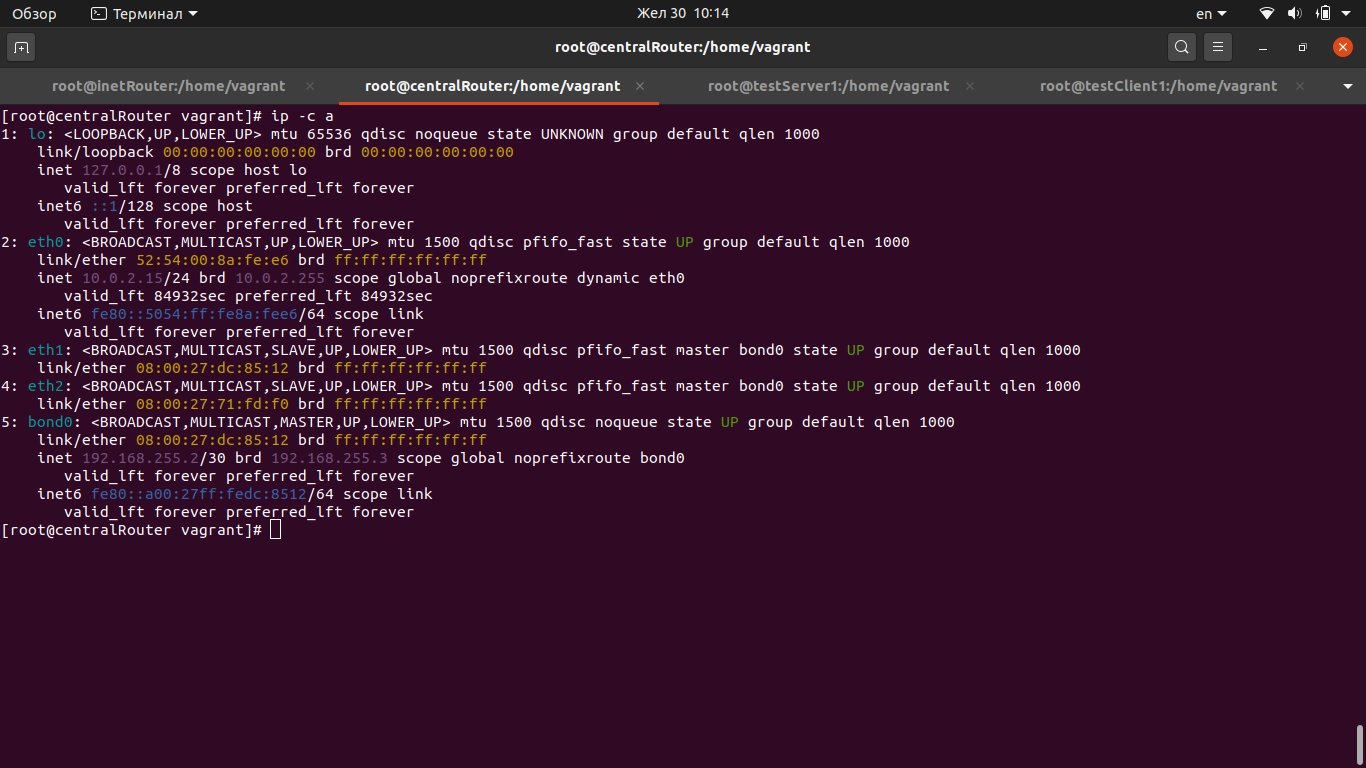 Обзор
Терминал
Жел 30 10:14
en
root@centralRouter:/home/vagrant
root@inetRouter:/home/vagrant
root@centralRouter:/home/vagrant
root@testServer1:/home/vagrant
root@testClient1:/home/vagrant
[root@centralRouter vagrant]# ip -c a
1: lo: <LOOPBACK,UP,LOWER_UP> mtu 65536 qdisc noqueue state UNKNOWN group default qlen 1000
    link/loopback 00:00:00:00:00:00 brd 00:00:00:00:00:00
    inet 127.0.0.1/8 scope host lo
       valid_lft forever preferred_lft forever
    inet6 ::1/128 scope host
       valid_lft forever preferred_lft forever
2: eth0: <BROADCAST,MULTICAST,UP,LOWER_UP> mtu 1500 qdisc pfifo_fast state UP group default qlen 1000
    link/ether 52:54:00:8a:fe:e6 brd ff:ff:ff:ff:ff:ff
    inet 10.0.2.15/24 brd 10.0.2.255 scope global noprefixroute dynamic eth0
       valid_lft 84932sec preferred_lft 84932sec
    inet6 fe80::5054:ff:fe8a:fee6/64 scope link
       valid_lft forever preferred_lft forever
3: eth1: <BROADCAST,MULTICAST,SLAVE,UP,LOWER_UP> mtu 1500 qdisc pfifo_fast master bond0 state UP group default qlen 1000
    link/ether 08:00:27:dc:85:12 brd ff:ff:ff:ff:ff:ff
4: eth2: <BROADCAST,MULTICAST,SLAVE,UP,LOWER_UP> mtu 1500 qdisc pfifo_fast master bond0 state UP group default qlen 1000
    link/ether 08:00:27:71:fd:f0 brd ff:ff:ff:ff:ff:ff
5: bond0: <BROADCAST,MULTICAST,MASTER,UP,LOWER_UP> mtu 1500 qdisc noqueue state UP group default qlen 1000
    link/ether 08:00:27:dc:85:12 brd ff:ff:ff:ff:ff:ff
    inet 192.168.255.2/30 brd 192.168.255.3 scope global noprefixroute bond0
       valid_lft forever preferred_lft forever
    inet6 fe80::a00:27ff:fedc:8512/64 scope link
       valid_lft forever preferred_lft forever
[root@centralRouter vagrant]#